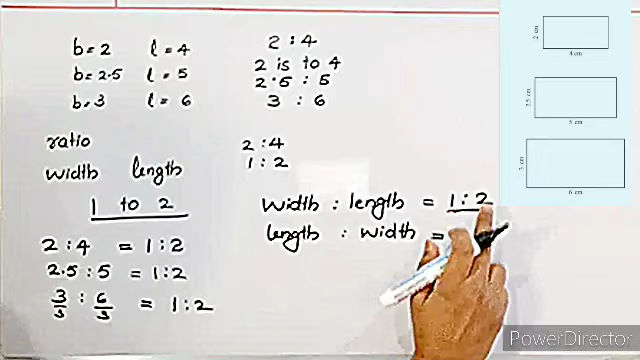 b = 2 l = 4
b = 2.5 l = 5
b = 3 l = 6
2 : 4
2 is to 4
2.5 : 5
3 : 6
ratio
width length
1 to 2
2 : 4 = 1 : 2
2.5 : 5 = 1 : 2
3/3 : 6/3 = 1 : 2
2 : 4
1 : 2
width : length = 1 : 2
length : width =
2 cm
4 cm
2.5 cm
5 cm
3 cm
6 cm
PowerDirector